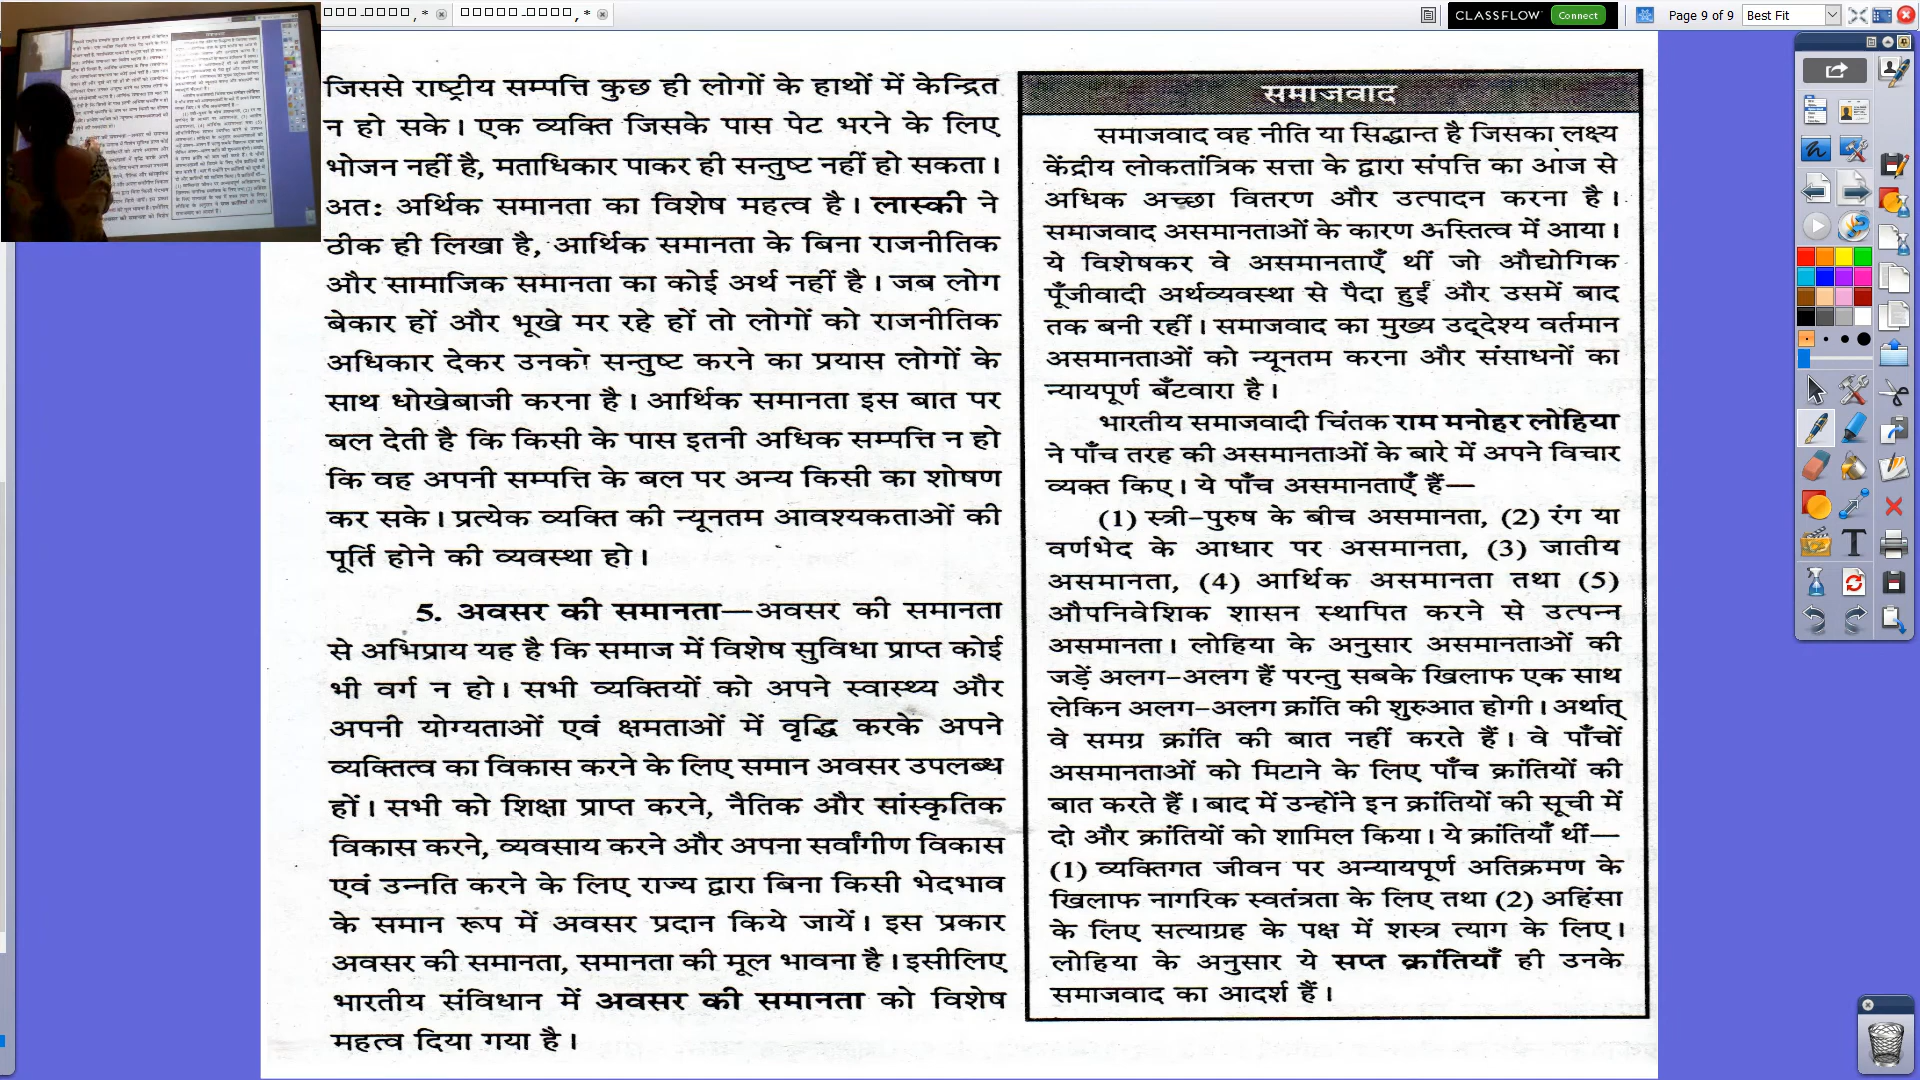 CLASSFLOW Connect
Page 9 of 9
Best Fit
जिससे राष्ट्रीय सम्पत्ति कुछ ही लोगों के हाथों में केन्द्रित
न हो सके। एक व्यक्ति जिसके पास पेट भरने के लिए
भोजन नहीं है, मताधिकार पाकर ही सन्तुष्ट नहीं हो सकता।
अत: अर्थिक समानता का विशेष महत्व है। लास्की ने
ठीक ही लिखा है, आर्थिक समानता के बिना राजनीतिक
और सामाजिक समानता का कोई अर्थ नहीं है। जब लोग
बेकार हों और भूखे मर रहे हों तो लोगों को राजनीतिक
अधिकार देकर उनको सन्तुष्ट करने का प्रयास लोगों के
साथ धोखेबाजी करना है। आर्थिक समानता इस बात पर
बल देती है कि किसी के पास इतनी अधिक सम्पत्ति न हो
कि वह अपनी सम्पत्ति के बल पर अन्य किसी का शोषण
कर सके। प्रत्येक व्यक्ति की न्यूनतम आवश्यकताओं की
पूर्ति होने की व्यवस्था हो।
5. अवसर की समानता—अवसर की समानता
से अभिप्राय यह है कि समाज में विशेष सुविधा प्राप्त कोई
भी वर्ग न हो। सभी व्यक्तियों को अपने स्वास्थ्य और
अपनी योग्यताओं एवं क्षमताओं में वृद्धि करके अपने
व्यक्तित्व का विकास करने के लिए समान अवसर उपलब्ध
हों। सभी को शिक्षा प्राप्त करने, नैतिक और सांस्कृतिक
विकास करने, व्यवसाय करने और अपना सर्वांगीण विकास
एवं उन्नति करने के लिए राज्य द्वारा बिना किसी भेदभाव
के समान रूप में अवसर प्रदान किये जायें। इस प्रकार
अवसर की समानता, समानता की मूल भावना है। इसीलिए
भारतीय संविधान में अवसर की समानता को विशेष
महत्व दिया गया है।
समाजवाद
समाजवाद वह नीति या सिद्धान्त है जिसका लक्ष्य
केंद्रीय लोकतांत्रिक सत्ता के द्वारा संपत्ति का आज से
अधिक अच्छा वितरण और उत्पादन करना है।
समाजवाद असमानताओं के कारण अस्तित्व में आया।
ये विशेषकर वे असमानताएँ थीं जो औद्योगिक
पूँजीवादी अर्थव्यवस्था से पैदा हुईं और उसमें बाद
तक बनी रहीं। समाजवाद का मुख्य उद्देश्य वर्तमान
असमानताओं को न्यूनतम करना और संसाधनों का
न्यायपूर्ण बँटवारा है।
भारतीय समाजवादी चिंतक राम मनोहर लोहिया
ने पाँच तरह की असमानताओं के बारे में अपने विचार
व्यक्त किए। ये पाँच असमानताएँ हैं—
(1) स्त्री-पुरुष के बीच असमानता, (2) रंग या
वर्णभेद के आधार पर असमानता, (3) जातीय
असमानता, (4) आर्थिक असमानता तथा (5)
औपनिवेशिक शासन स्थापित करने से उत्पन्न
असमानता। लोहिया के अनुसार असमानताओं की
जड़ें अलग-अलग हैं परन्तु सबके खिलाफ एक साथ
लेकिन अलग-अलग क्रांति की शुरुआत होगी। अर्थात्
वे समग्र क्रांति की बात नहीं करते हैं। वे पाँचों
असमानताओं को मिटाने के लिए पाँच क्रांतियों की
बात करते हैं। बाद में उन्होंने इन क्रांतियों की सूची में
दो और क्रांतियों को शामिल किया। ये क्रांतियाँ थीं—
(1) व्यक्तिगत जीवन पर अन्यायपूर्ण अतिक्रमण के
खिलाफ नागरिक स्वतंत्रता के लिए तथा (2) अहिंसा
के लिए सत्याग्रह के पक्ष में शस्त्र त्याग के लिए।
लोहिया के अनुसार ये सप्त क्रांतियाँ ही उनके
समाजवाद का आदर्श हैं।